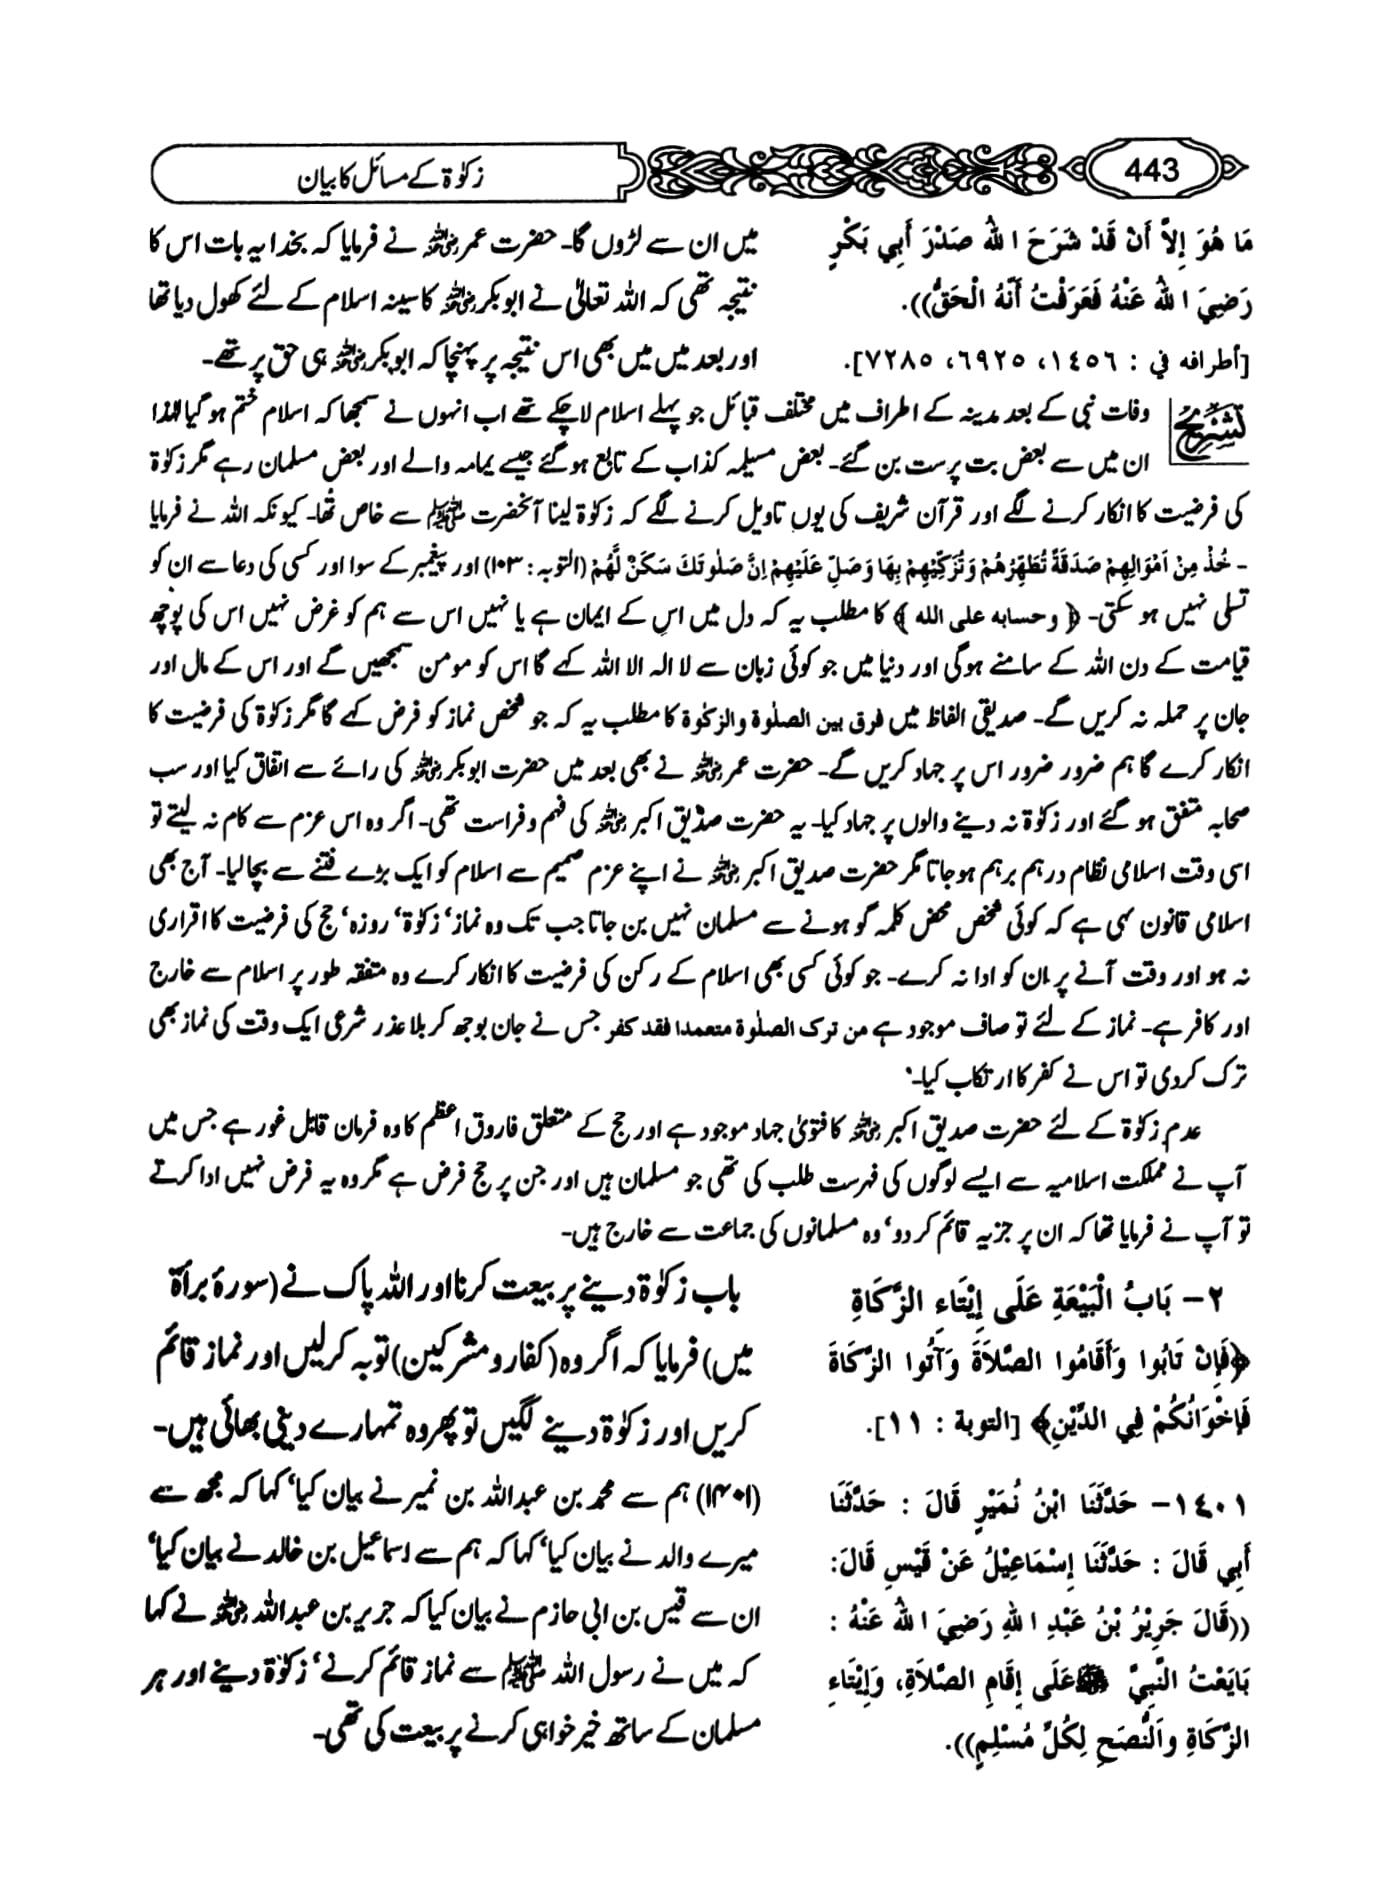 443
زکوٰۃ کے مسائل کا بیان
مَا هُوَ إِلاَّ أَنْ قَدْ شَرَحَ اللهُ صَدْرَ أَبِي بَكْرٍ
رَضِيَ اللهُ عَنْهُ فَعَرَفْتُ أَنَّهُ الْحَقُّ)).
[أطرافه في : ١٤٥٦، ٦٩٢٥، ٧٢٨٥].
میں ان سے لڑوں گا۔ حضرت عمر رضی اللہ عنہ نے فرمایا کہ بخدا یہ بات اس کا
نتیجہ تھی کہ اللہ تعالیٰ نے ابو بکر رضی اللہ عنہ کا سینہ اسلام کے لئے کھول دیا تھا
اور بعد میں میں بھی اس نتیجہ پر پہنچا کہ ابو بکر رضی اللہ عنہ ہی حق پر تھے۔
تشریح
وفات نبی کے بعد مدینہ کے اطراف میں مختلف قبائل جو پہلے اسلام لا چکے تھے اب انہوں نے سمجھا کہ اسلام ختم ہو گیا لہٰذا
ان میں سے بعض بت پرست بن گئے۔ بعض مسیلمہ کذاب کے تابع ہو گئے جیسے یمامہ والے اور بعض مسلمان رہے مگر زکوٰۃ
کی فرضیت کا انکار کرنے لگے اور قرآن شریف کی یوں تاویل کرنے لگے کہ زکوٰۃ لینا آنحضرت ﷺ سے خاص تھا۔ کیونکہ اللہ نے فرمایا
۔ خُذْ مِنْ اَمْوَالِهِمْ صَدَقَةً تُطَهِّرُهُمْ وَتُزَكِّيْهِمْ بِهَا وَصَلِّ عَلَيْهِمْ اِنَّ صَلٰوتَكَ سَكَنٌ لَّهُمْ (التوبہ : ۱۰۳) اور پیغمبر کے سوا اور کسی کی دعا سے ان کو
تسلی نہیں ہو سکتی۔ ﴿ وحسابه على الله ﴾ کا مطلب یہ کہ دل میں اس کے ایمان ہے یا نہیں اس سے ہم کو غرض نہیں اس کی پوچھ
قیامت کے دن اللہ کے سامنے ہوگی اور دنیا میں جو کوئی زبان سے لا الہ الا اللہ کہے گا اس کو مومن سمجھیں گے اور اس کے مال اور
جان پر حملہ نہ کریں گے۔ صدیقی الفاظ میں فرق بین الصلوۃ والزکوۃ کا مطلب یہ کہ جو شخص نماز کو فرض کہے گا مگر زکوٰۃ کی فرضیت کا
انکار کرے گا ہم ضرور ضرور اس پر جہاد کریں گے۔ حضرت عمر رضی اللہ عنہ نے بھی بعد میں حضرت ابو بکر رضی اللہ عنہ کی رائے سے اتفاق کیا اور سب
صحابہ متفق ہو گئے اور زکوٰۃ نہ دینے والوں پر جہاد کیا۔ یہ حضرت صدیق اکبر رضی اللہ عنہ کی فہم و فراست تھی۔ اگر وہ اس عزم سے کام نہ لیتے تو
اسی وقت اسلامی نظام درہم برہم ہو جاتا مگر حضرت صدیق اکبر رضی اللہ عنہ نے اپنے عزم صمیم سے اسلام کو ایک بڑے فتنے سے بچا لیا۔ آج بھی
اسلامی قانون یہی ہے کہ کوئی شخص محض کلمہ گو ہونے سے مسلمان نہیں بن جاتا جب تک وہ نماز‘ زکوٰۃ‘ روزہ‘ حج کی فرضیت کا اقراری
نہ ہو اور وقت آنے پر ان کو ادا نہ کرے۔ جو کوئی کسی بھی اسلام کے رکن کی فرضیت کا انکار کرے وہ متفقہ طور پر اسلام سے خارج
اور کافر ہے۔ نماز کے لئے تو صاف موجود ہے من ترک الصلوۃ متعمدا فقد کفر جس نے جان بوجھ کر بلا عذر شرعی ایک وقت کی نماز بھی
ترک کر دی تو اس نے کفر کا ارتکاب کیا۔
عدم زکوٰۃ کے لئے حضرت صدیق اکبر رضی اللہ عنہ کا فتویٰ جہاد موجود ہے اور حج کے متعلق فاروق اعظم کا وہ فرمان قابل غور ہے جس میں
آپ نے مملکت اسلامیہ سے ایسے لوگوں کی فہرست طلب کی تھی جو مسلمان ہیں اور جن پر حج فرض ہے مگر وہ یہ فرض نہیں ادا کرتے
تو آپ نے فرمایا تھا کہ ان پر جزیہ قائم کر دو‘ وہ مسلمانوں کی جماعت سے خارج ہیں۔
٢- بَابُ الْبَيْعَةِ عَلَى إِيْتَاءِ الزَّكَاةِ
﴿فَإِنْ تَابُوا وَأَقَامُوا الصَّلاَةَ وَآتُوا الزَّكَاةَ
فَإِخْوَانُكُمْ فِي الدِّيْنِ﴾ [التوبة : ١١].
باب زکوٰۃ دینے پر بیعت کرنا اور اللہ پاک نے (سورۂ براۃ
میں) فرمایا کہ اگر وہ (کفار و مشرکین) توبہ کر لیں اور نماز قائم
کریں اور زکوٰۃ دینے لگیں تو پھر وہ تمہارے دینی بھائی ہیں۔
١٤٠١- حَدَّثَنَا ابْنُ نُمَيْرٍ قَالَ : حَدَّثَنَا
أَبِي قَالَ : حَدَّثَنَا إِسْمَاعِيْلُ عَنْ قَيْسٍ قَالَ:
((قَالَ جَرِيْرُ بْنُ عَبْدِ اللهِ رَضِيَ اللهُ عَنْهُ :
بَايَعْتُ النَّبِيَّ ﷺ عَلَى إِقَامِ الصَّلاَةِ، وَإِيْتَاءِ
الزَّكَاةِ وَالنُّصْحِ لِكُلِّ مُسْلِمٍ)).
(۱۴۰۱) ہم سے محمد بن عبداللہ بن نمیر نے بیان کیا‘ کہا کہ مجھ سے
میرے والد نے بیان کیا‘ کہا کہ ہم سے اسماعیل بن خالد نے بیان کیا‘
ان سے قیس بن ابی حازم نے بیان کیا کہ جریر بن عبداللہ رضی اللہ عنہ نے کہا
کہ میں نے رسول اللہ ﷺ سے نماز قائم کرنے‘ زکوٰۃ دینے اور ہر
مسلمان کے ساتھ خیر خواہی کرنے پر بیعت کی تھی۔